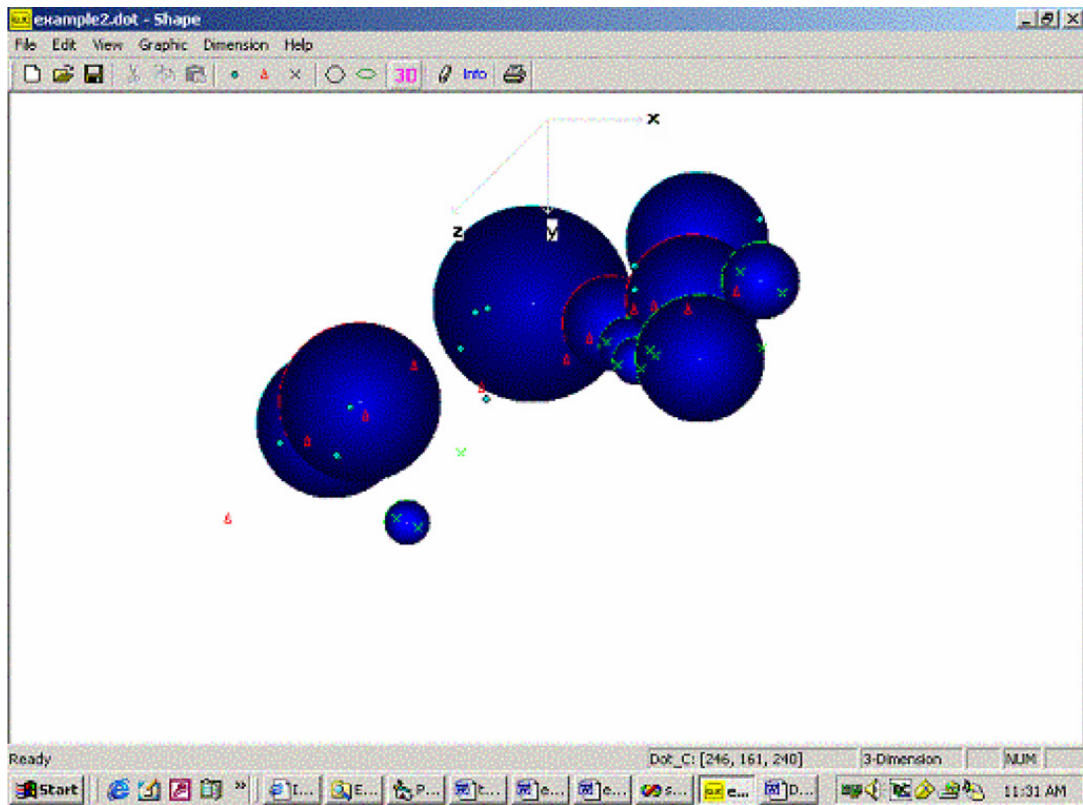 example2.dot - Shape
File Edit View Graphic Dimension Help
3D Info
x
z y
Ready Dot_C: [246, 161, 240] 3-Dimension NUM
Start » I... E... P... t... e... e... s... e... D... 11:31 AM